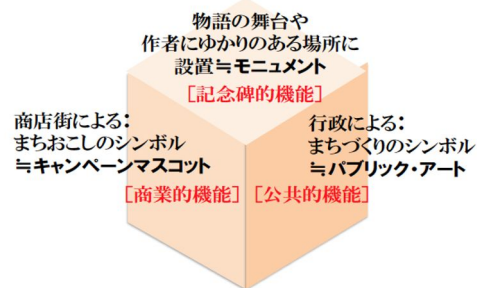 物語の舞台や
作者にゆかりのある場所に
設置≒モニュメント
[記念碑的機能]
商店街による：
まちおこしのシンボル
≒キャンペーンマスコット
[商業的機能]
行政による：
まちづくりのシンボル
≒パブリック・アート
[公共的機能]